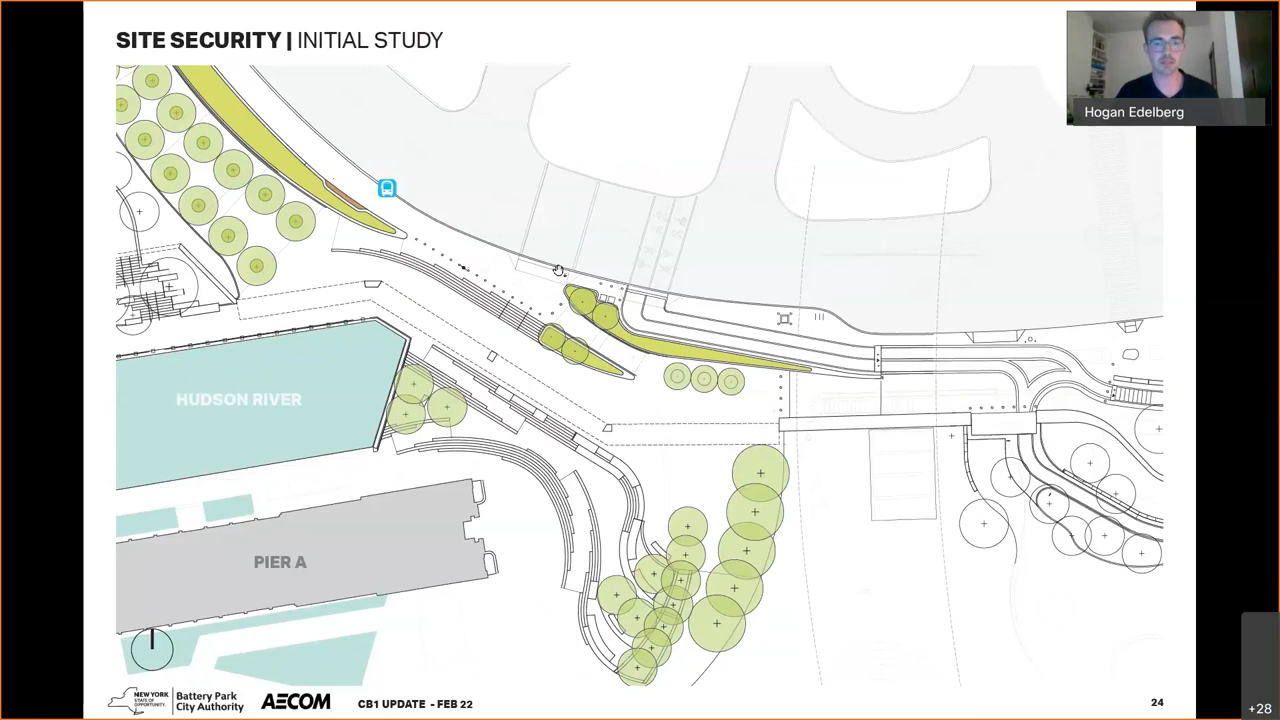 SITE SECURITY | INITIAL STUDY
Hogan Edelberg
HUDSON RIVER
PIER A
NEW YORK
STATE OF
OPPORTUNITY.
Battery Park
City Authority
AECOM
CB1 UPDATE - FEB 22
24
+28